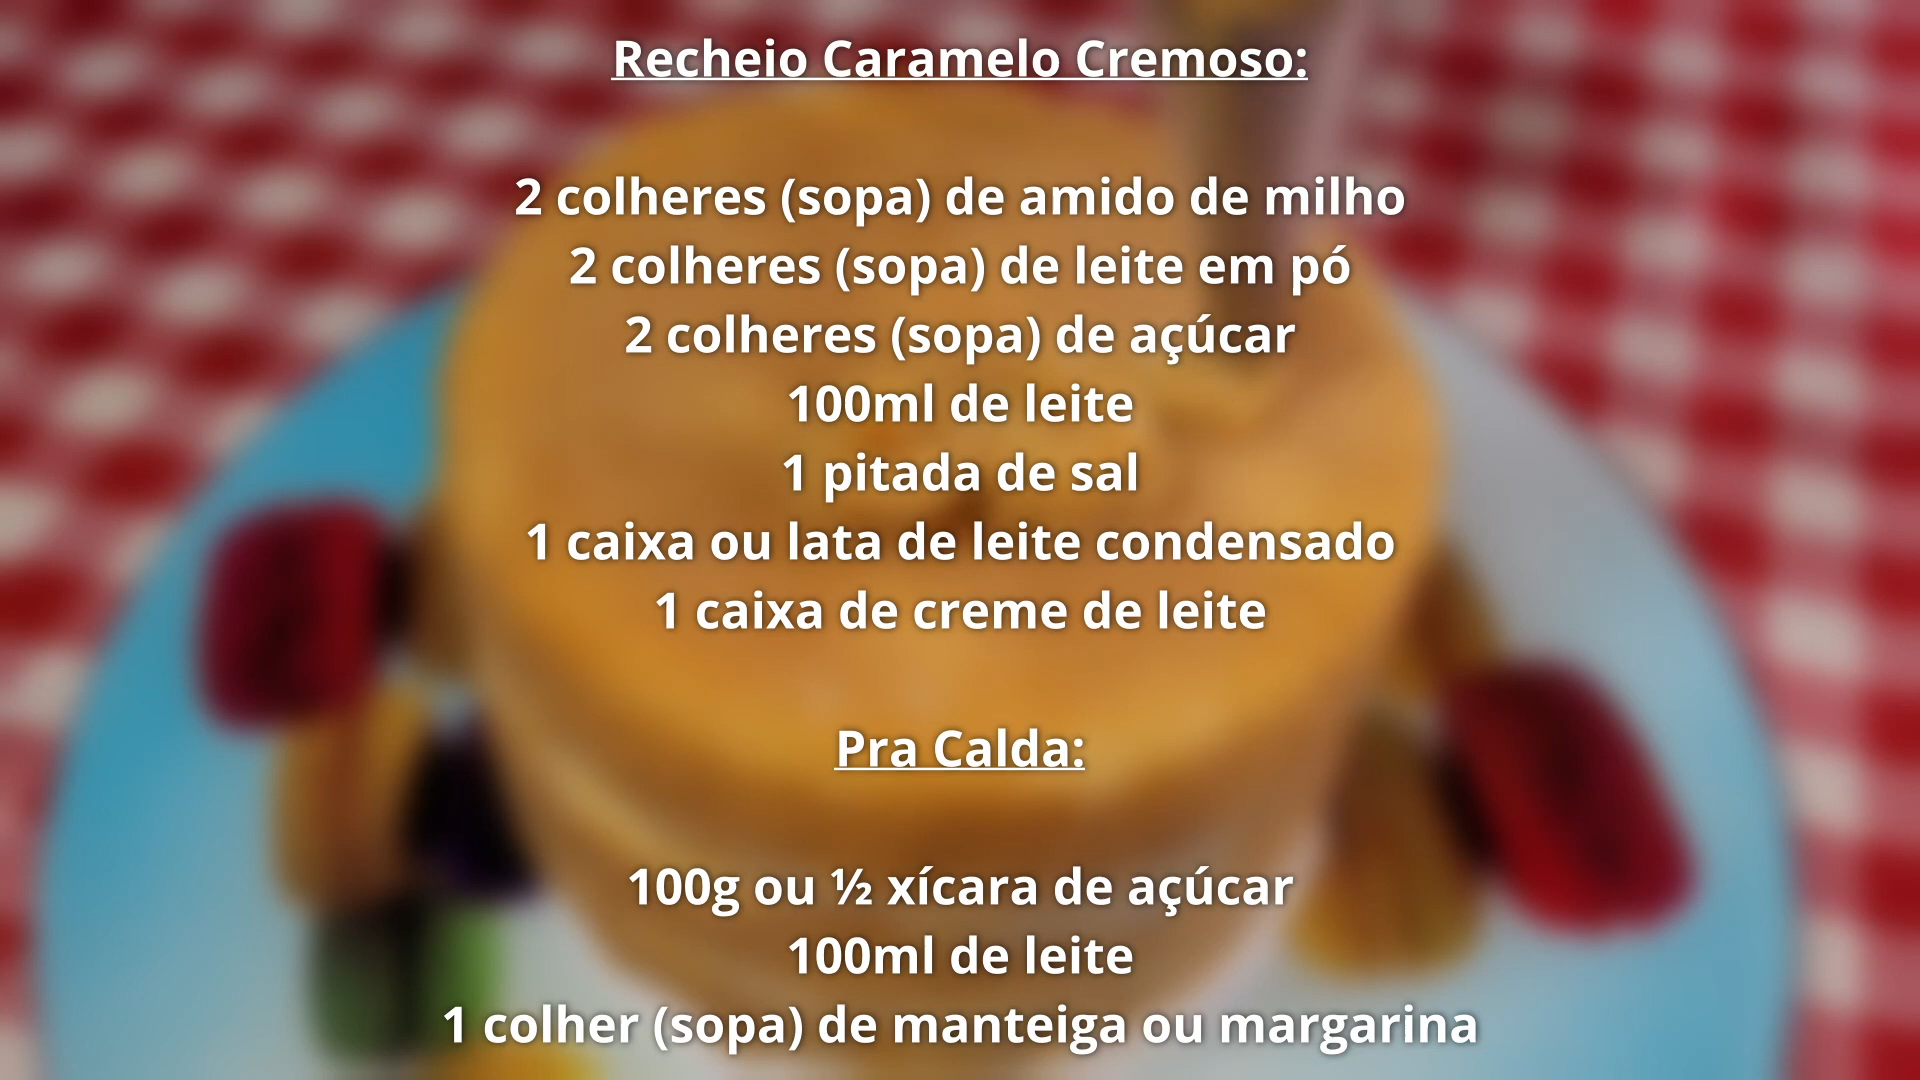 Recheio Caramelo Cremoso:
2 colheres (sopa) de amido de milho
2 colheres (sopa) de leite em pó
2 colheres (sopa) de açúcar
100ml de leite
1 pitada de sal
1 caixa ou lata de leite condensado
1 caixa de creme de leite
Pra Calda:
100g ou ½ xícara de açúcar
100ml de leite
1 colher (sopa) de manteiga ou margarina